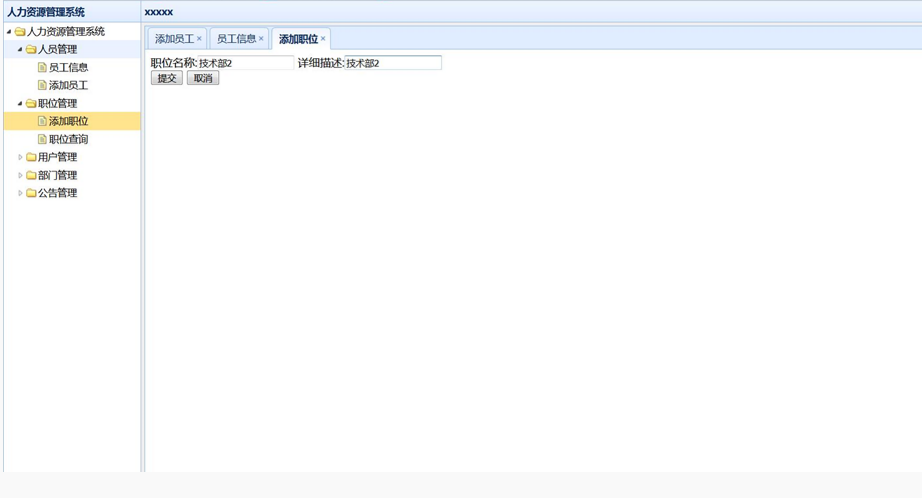 人力资源管理系统
xxxxx
人力资源管理系统
人员管理
员工信息
添加员工
职位管理
添加职位
职位查询
用户管理
部门管理
公告管理
添加员工 × 员工信息 × 添加职位 ×
职位名称:技术部2 详细描述:技术部2
提交 取消